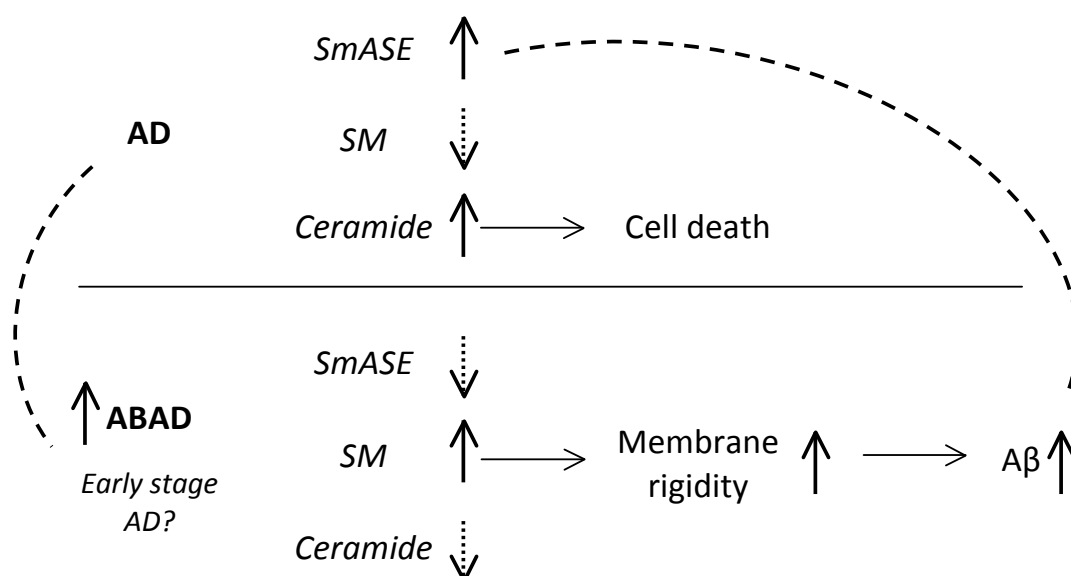 SmASE
AD
SM
Ceramide
Cell death
SmASE
ABAD
SM
Membrane
rigidity
Aβ
Early stage
AD?
Ceramide